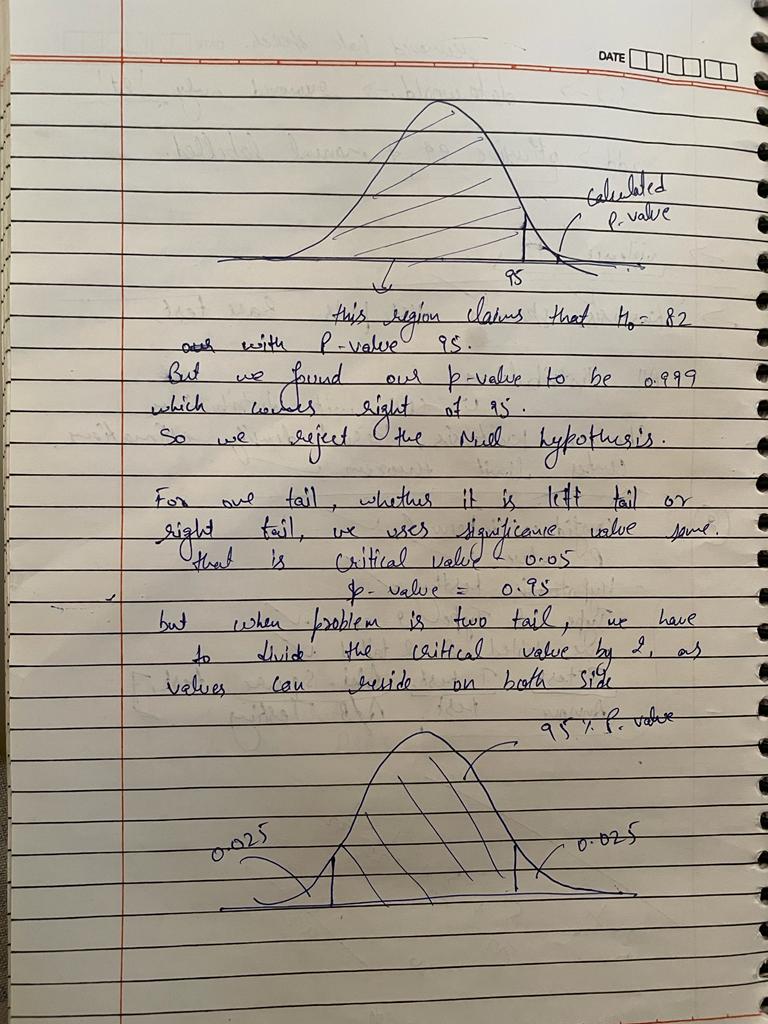 DATE
Calculated
P-value
95
this region claims that H₀ = 82
with P-value 95.
But we found our p-value to be 0.999
which comes right of 95.
So we reject the Null hypothesis.
For one tail, whether it is left tail or
right tail, we uses significance value same.
that is critical value - 0.05
p-value = 0.95
but when problem is two tail, we have
to divide the critical value by 2, as
values can reside on both side
95 % P-value
0.025
0.025